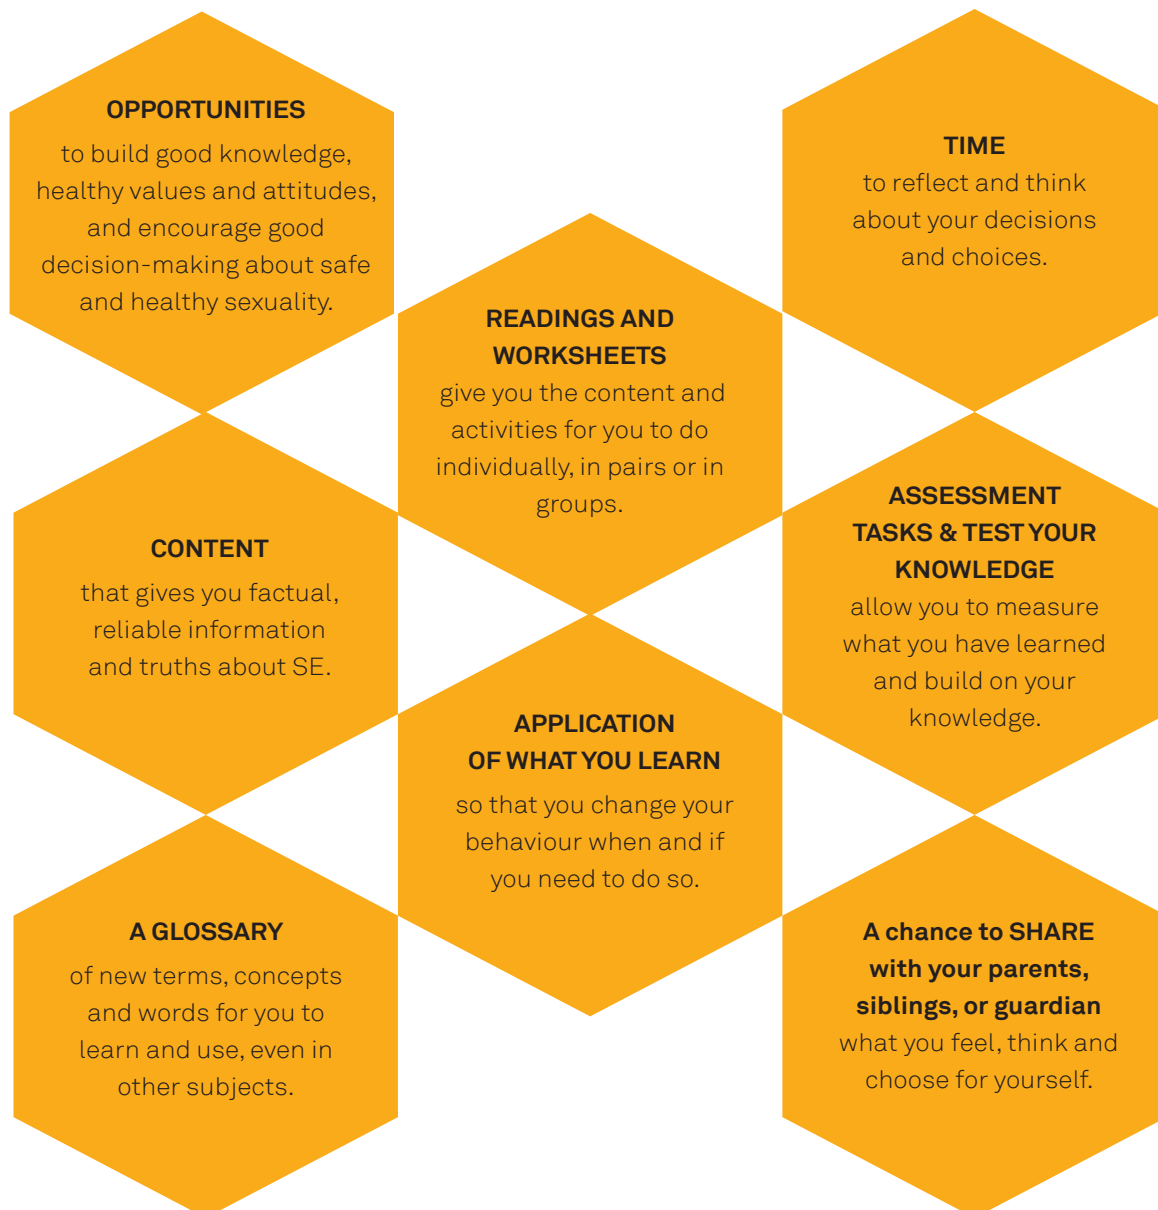 OPPORTUNITIES
to build good knowledge,
healthy values and attitudes,
and encourage good
decision-making about safe
and healthy sexuality.
TIME
to reflect and think
about your decisions
and choices.
READINGS AND
WORKSHEETS
give you the content and
activities for you to do
individually, in pairs or in
groups.
CONTENT
that gives you factual,
reliable information
and truths about SE.
ASSESSMENT
TASKS & TEST YOUR
KNOWLEDGE
allow you to measure
what you have learned
and build on your
knowledge.
APPLICATION
OF WHAT YOU LEARN
so that you change your
behaviour when and if
you need to do so.
A GLOSSARY
of new terms, concepts
and words for you to
learn and use, even in
other subjects.
A chance to SHARE
with your parents,
siblings, or guardian
what you feel, think and
choose for yourself.